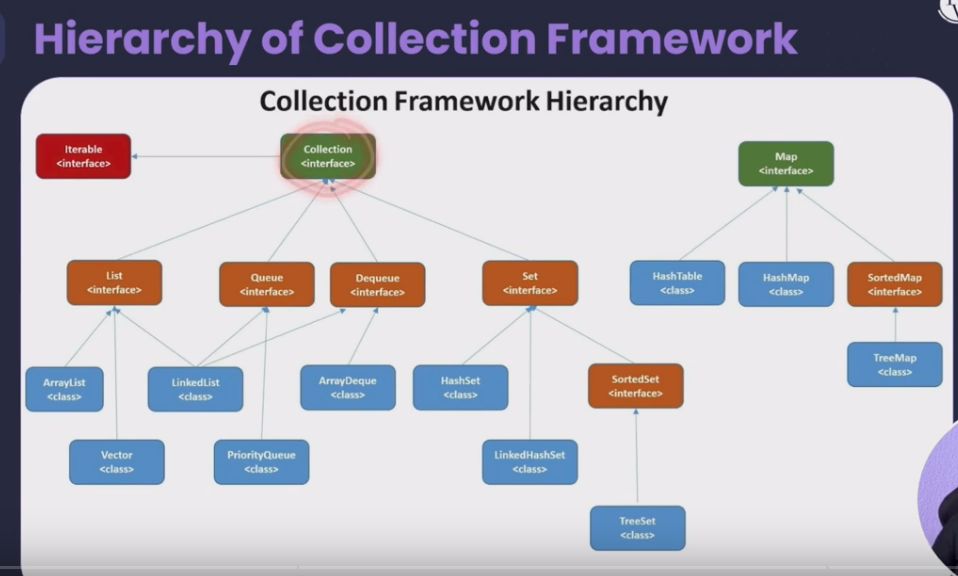 Hierarchy of Collection Framework
Collection Framework Hierarchy
Iterable
<interface>
Collection
<interface>
Map
<interface>
List
<interface>
Queue
<interface>
Dequeue
<interface>
Set
<interface>
HashTable
<class>
HashMap
<class>
SortedMap
<interface>
ArrayList
<class>
LinkedList
<class>
ArrayDeque
<class>
HashSet
<class>
SortedSet
<interface>
TreeMap
<class>
Vector
<class>
PriorityQueue
<class>
LinkedHashSet
<class>
TreeSet
<class>